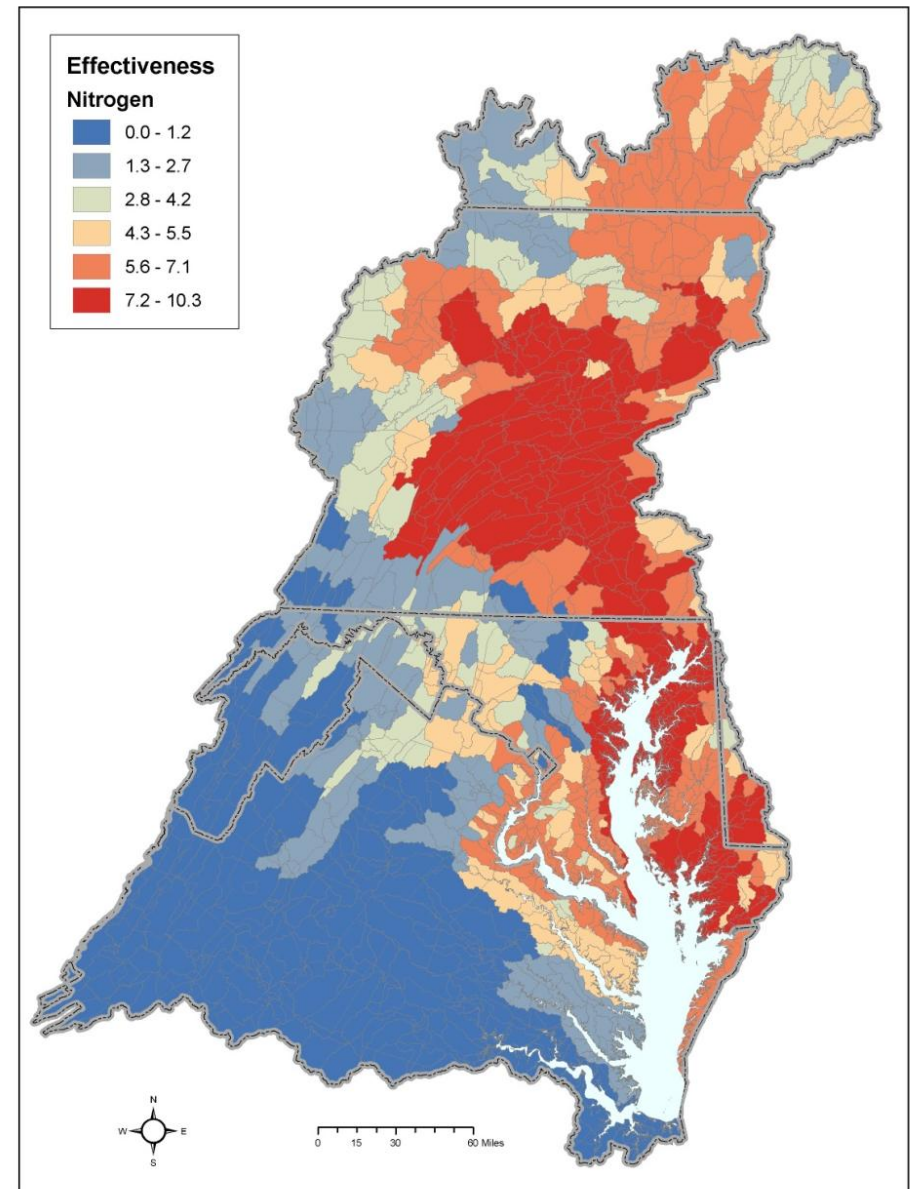 Effectiveness
Nitrogen
0.0 - 1.2
1.3 - 2.7
2.8 - 4.2
4.3 - 5.5
5.6 - 7.1
7.2 - 10.3
N
W E
S
0 15 30 60 Miles